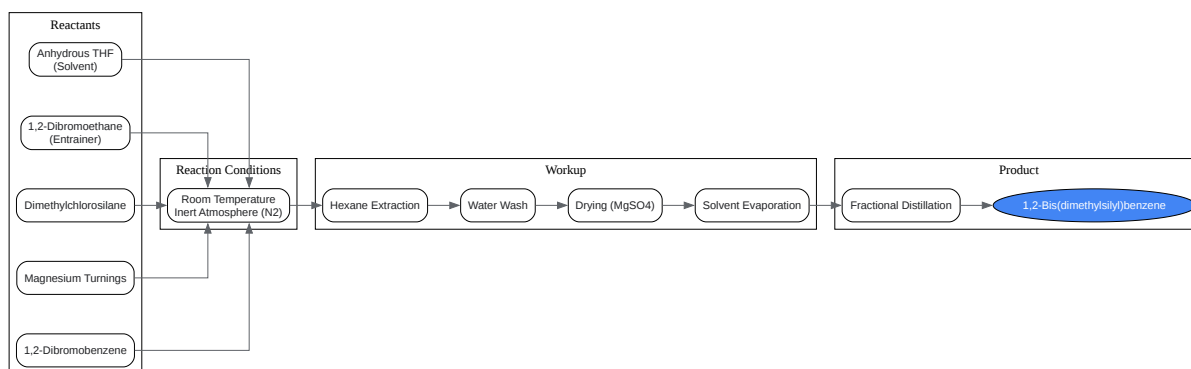 Reactants
Anhydrous THF
(Solvent)
1,2-Dibromoethane
(Entrainer)
Dimethylchlorosilane
Magnesium Turnings
1,2-Dibromobenzene
Reaction Conditions
Room Temperature
Inert Atmosphere (N2)
Workup
Hexane Extraction
Water Wash
Drying (MgSO4)
Solvent Evaporation
Product
Fractional Distillation
1,2-Bis(dimethylsilyl)benzene